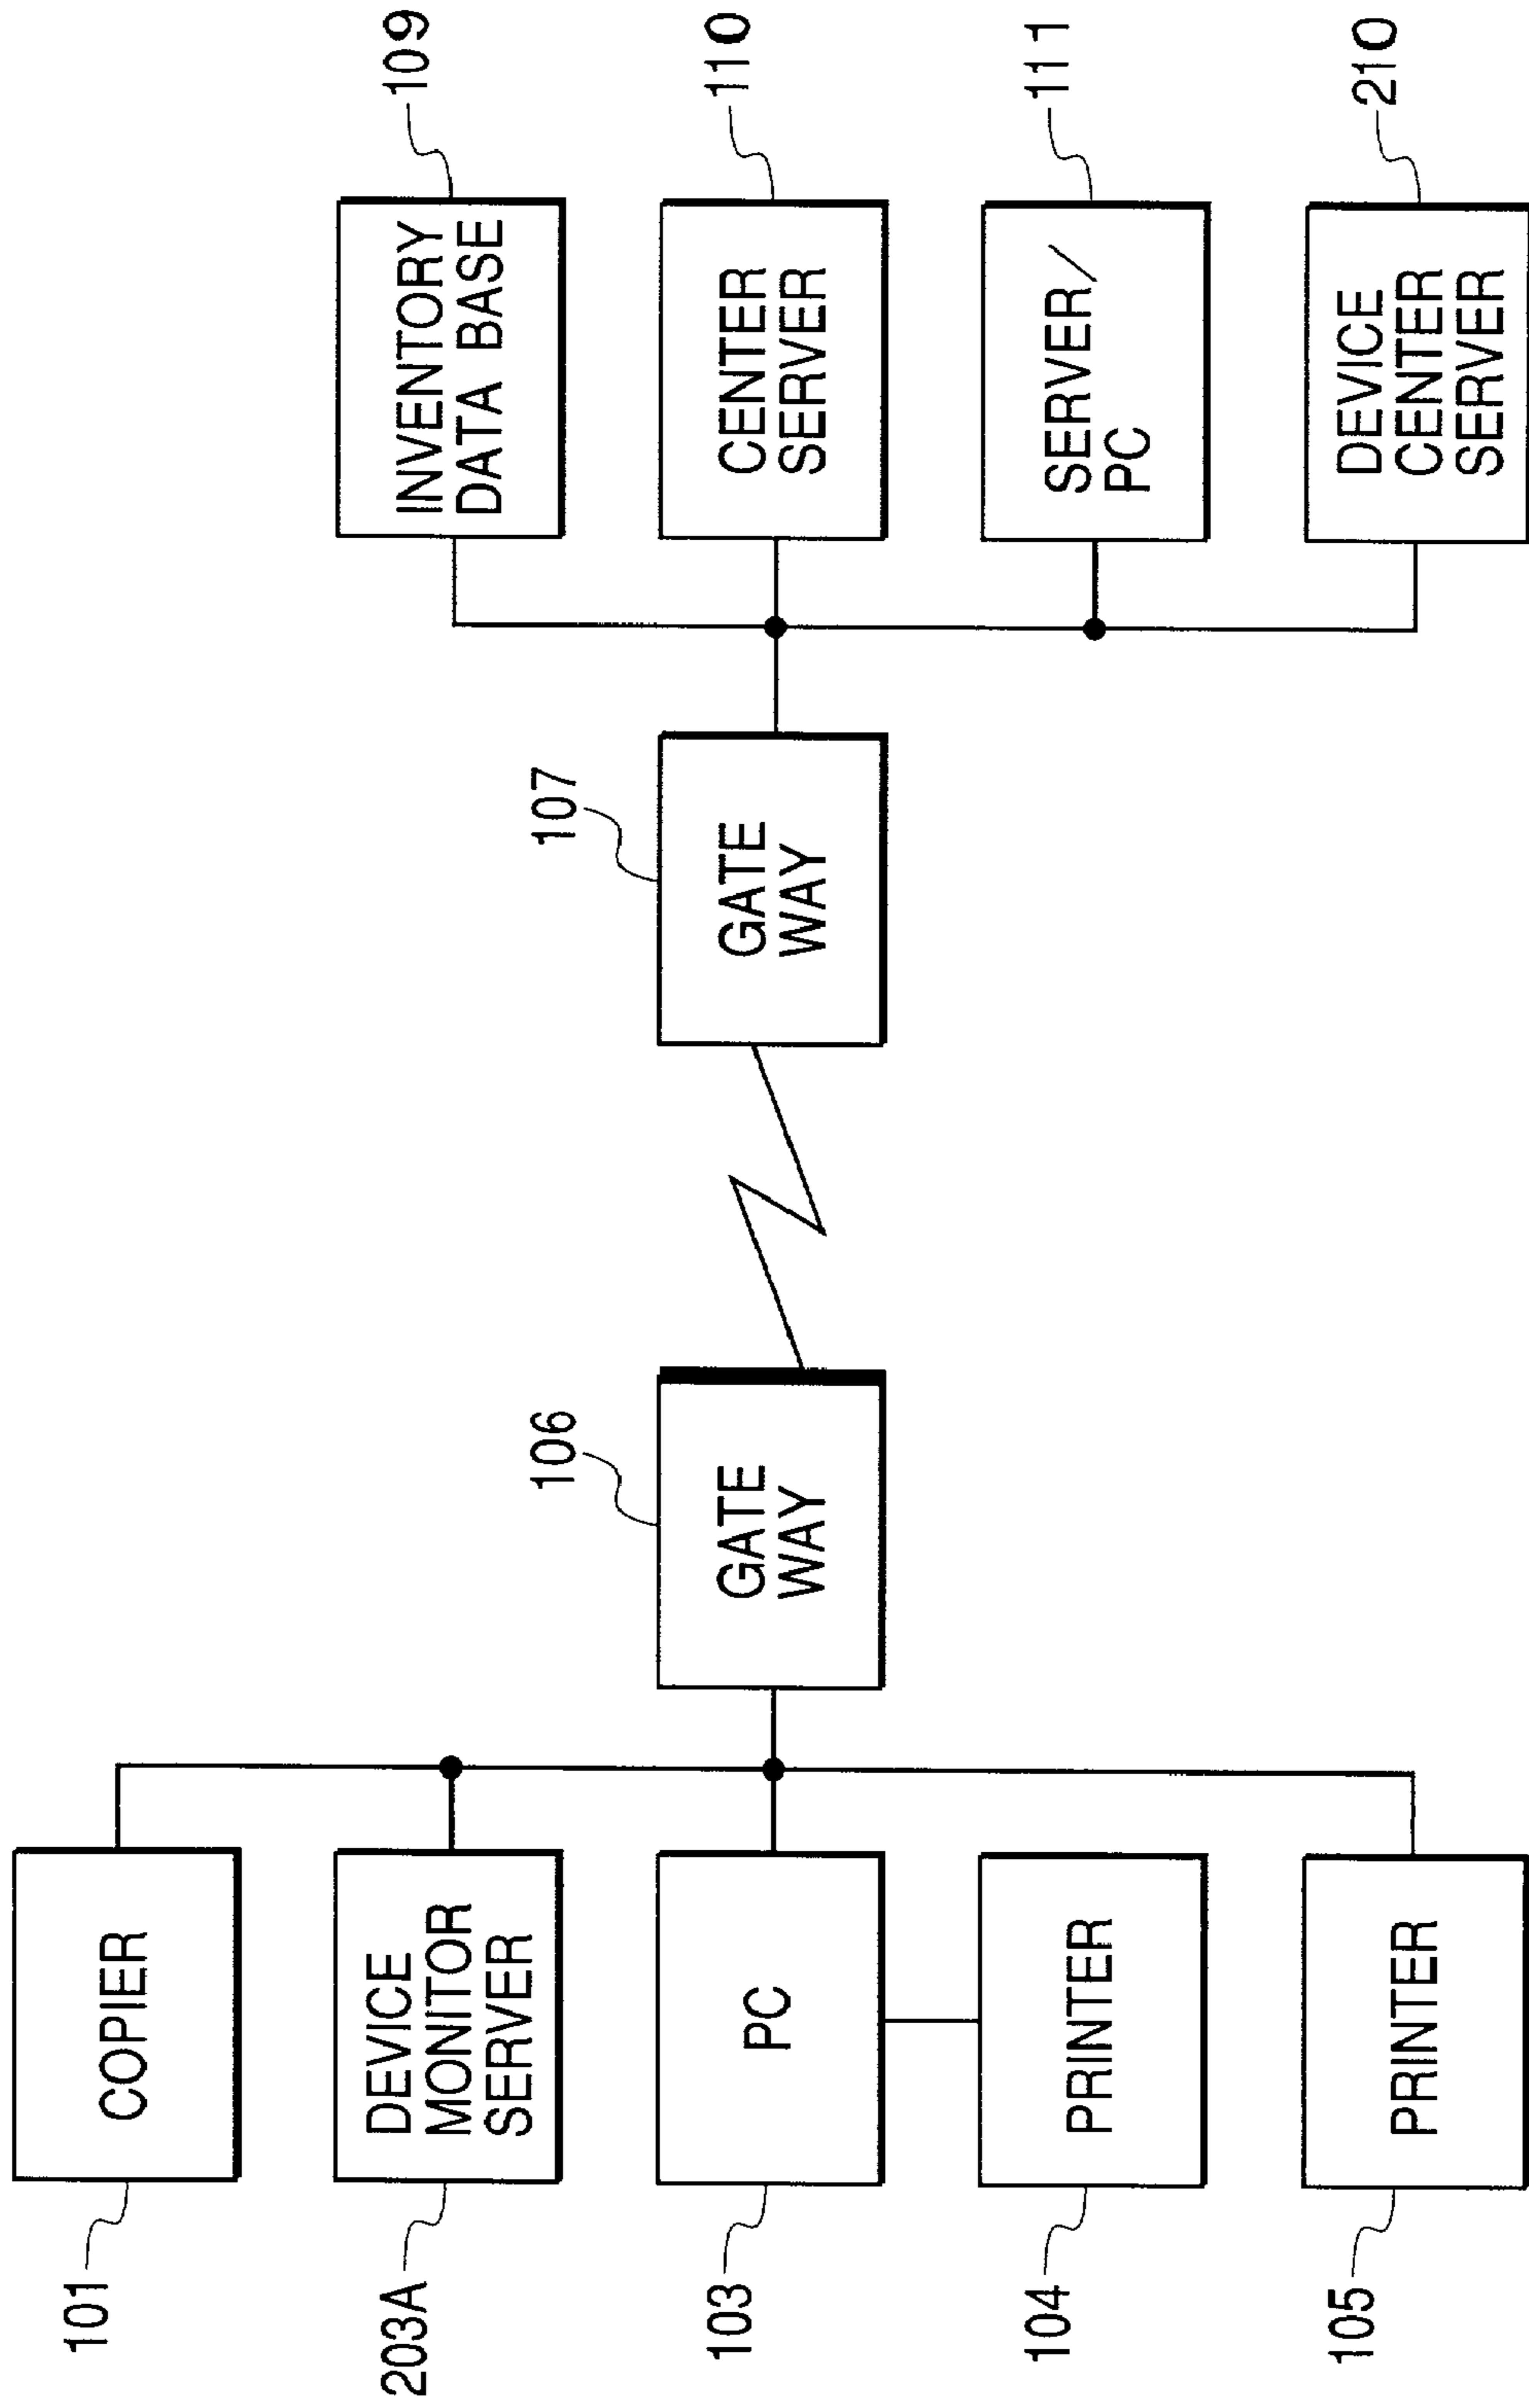 101
COPIER
203A
DEVICE
MONITOR
SERVER
103
PC
104
PRINTER
105
PRINTER
106
GATE
WAY
107
GATE
WAY
INVENTORY
DATA BASE
109
CENTER
SERVER
110
SERVER/
PC
111
DEVICE
CENTER
SERVER
210